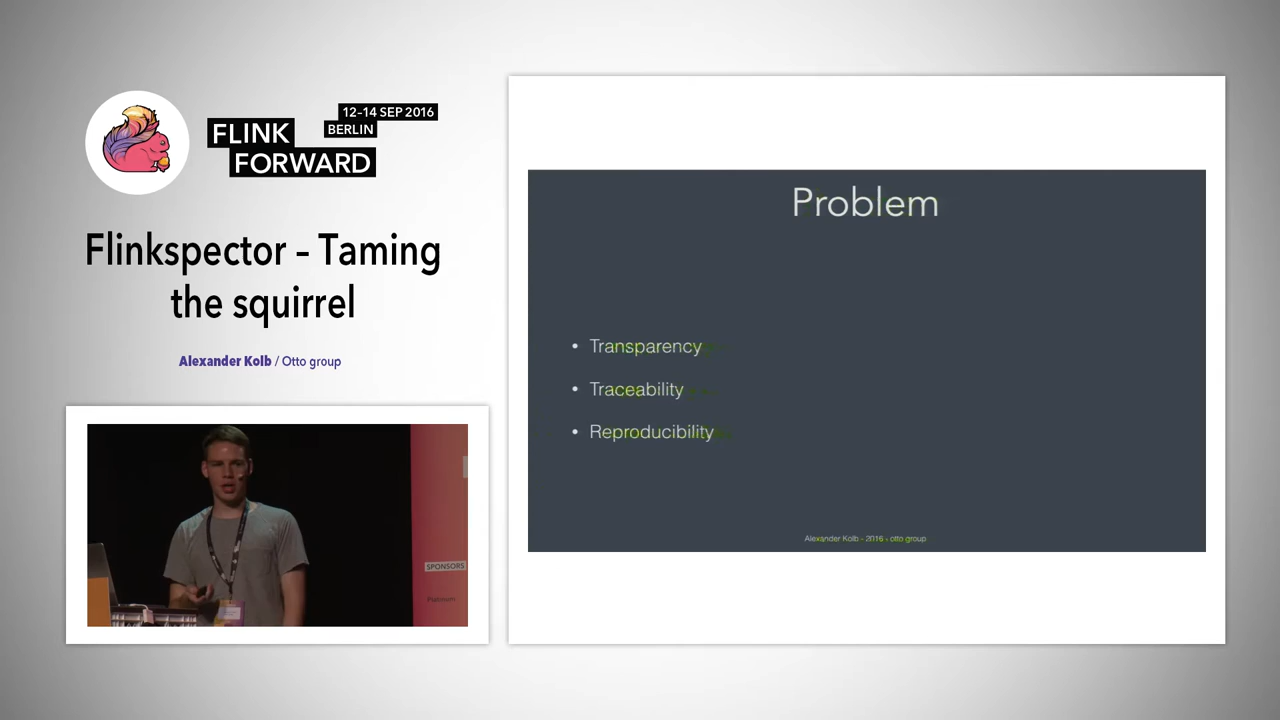 12–14 SEP 2016
BERLIN
FLINK
FORWARD
Flinkspector – Taming
the squirrel
Alexander Kolb / Otto group
SPONSORS
Platinum
Problem
• Transparency
• Traceability
• Reproducibility
Alexander Kolb - 2016 - otto group